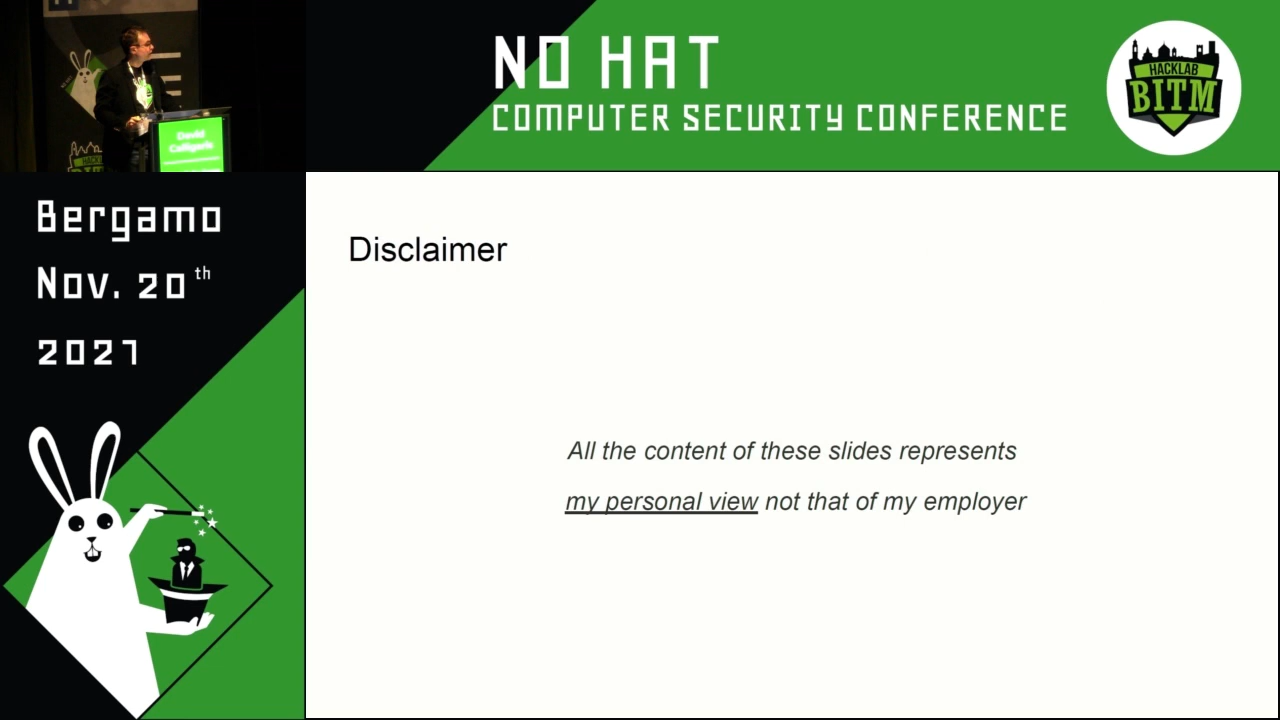 NO HAT
COMPUTER SECURITY CONFERENCE
HACKLAB
BITM
David
Bergamo
Nov. 20th
2021
Disclaimer
All the content of these slides represents
my personal view not that of my employer